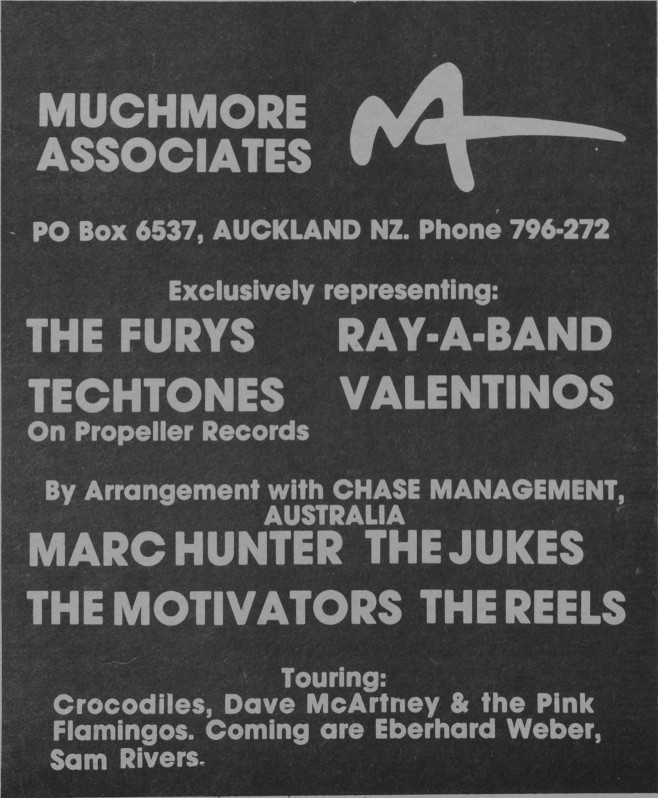 MUCHMORE
ASSOCIATES
PO Box 6537, AUCKLAND NZ. Phone 796-272
Exclusively representing:
THE FURYS RAY-A-BAND
TECHTONES VALENTINOS
On Propeller Records
By Arrangement with CHASE MANAGEMENT,
AUSTRALIA
MARC HUNTER THE JUKES
THE MOTIVATORS THE REELS
Touring:
Crocodiles, Dave McArtney & the Pink
Flamingos. Coming are Eberhard Weber,
Sam Rivers.